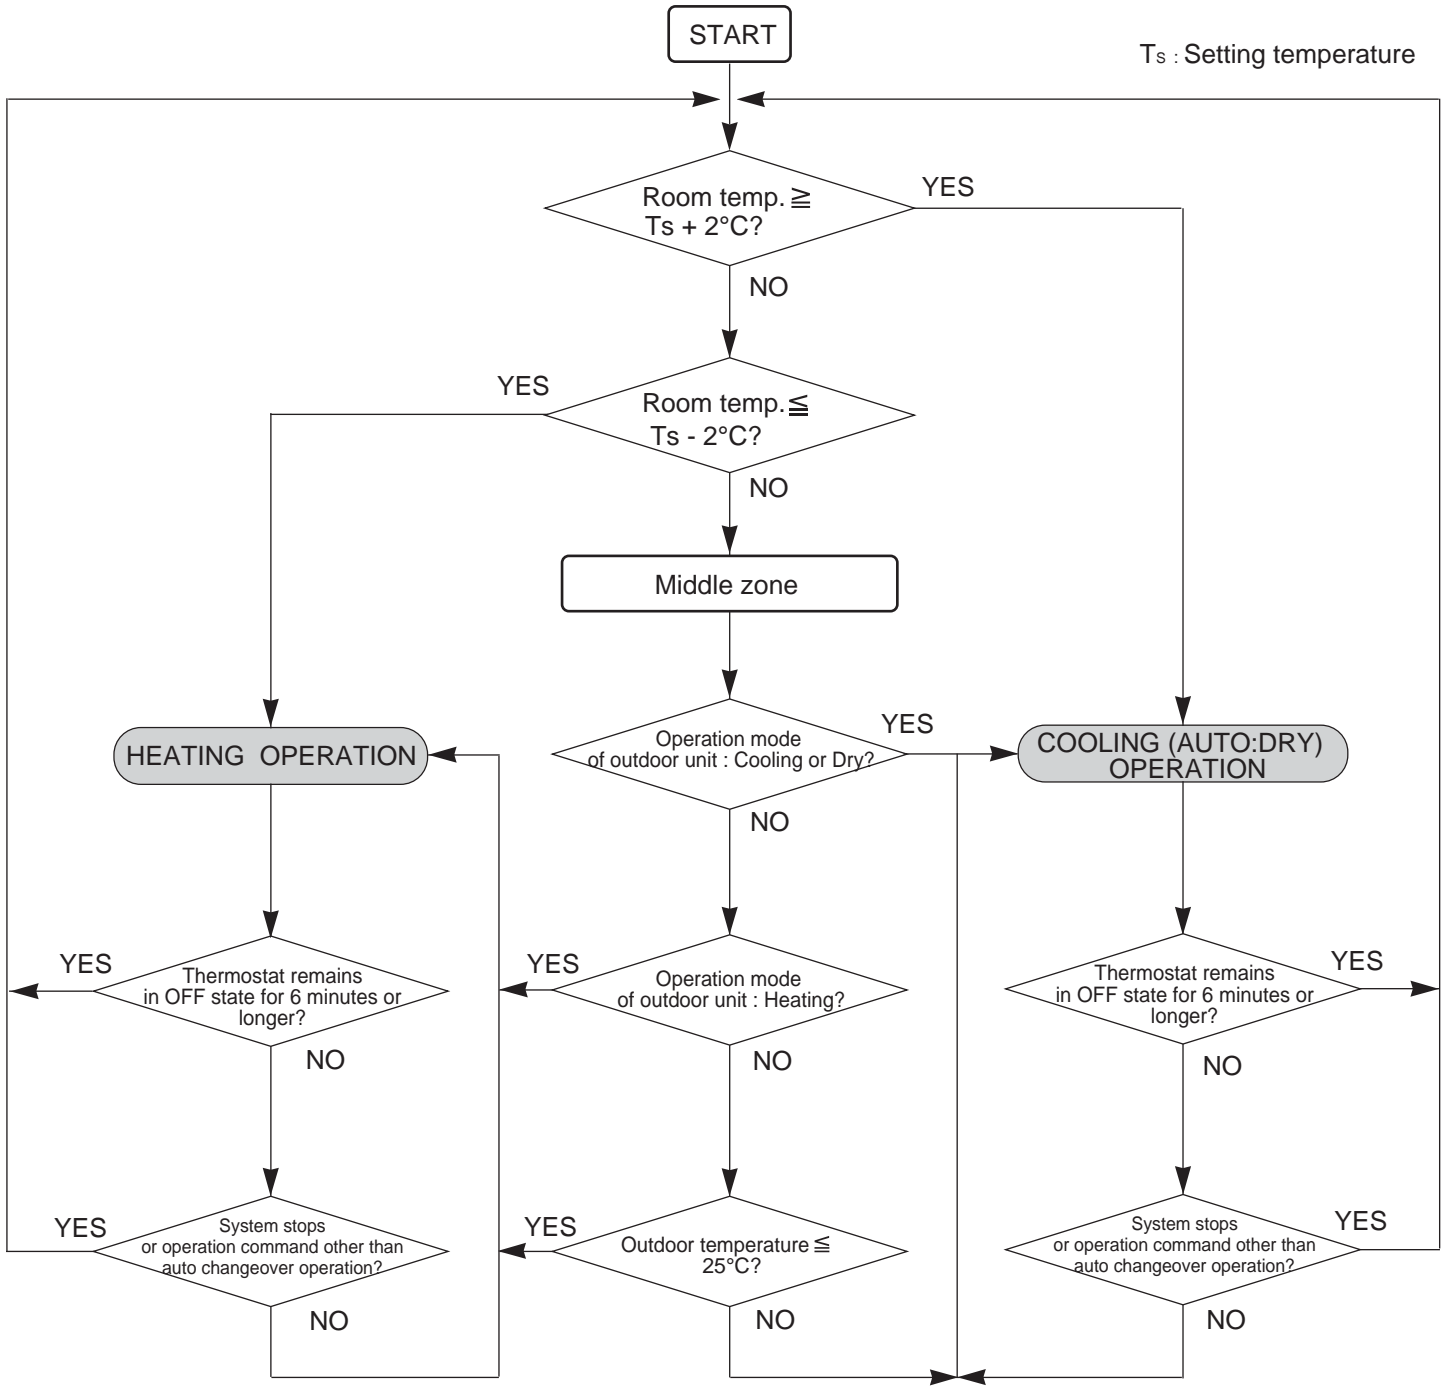 START
Ts : Setting temperature
Room temp. ≧
Ts + 2°C?
YES
NO
Room temp. ≦
Ts - 2°C?
YES
NO
Middle zone
Operation mode
of outdoor unit : Cooling or Dry?
YES
NO
HEATING OPERATION
COOLING (AUTO:DRY)
OPERATION
YES
Thermostat remains
in OFF state for 6 minutes or
longer?
NO
YES
Operation mode
of outdoor unit : Heating?
NO
Thermostat remains
in OFF state for 6 minutes or
longer?
YES
NO
YES
System stops
or operation command other than
auto changeover operation?
NO
YES
Outdoor temperature ≦
25°C?
NO
System stops
or operation command other than
auto changeover operation?
YES
NO